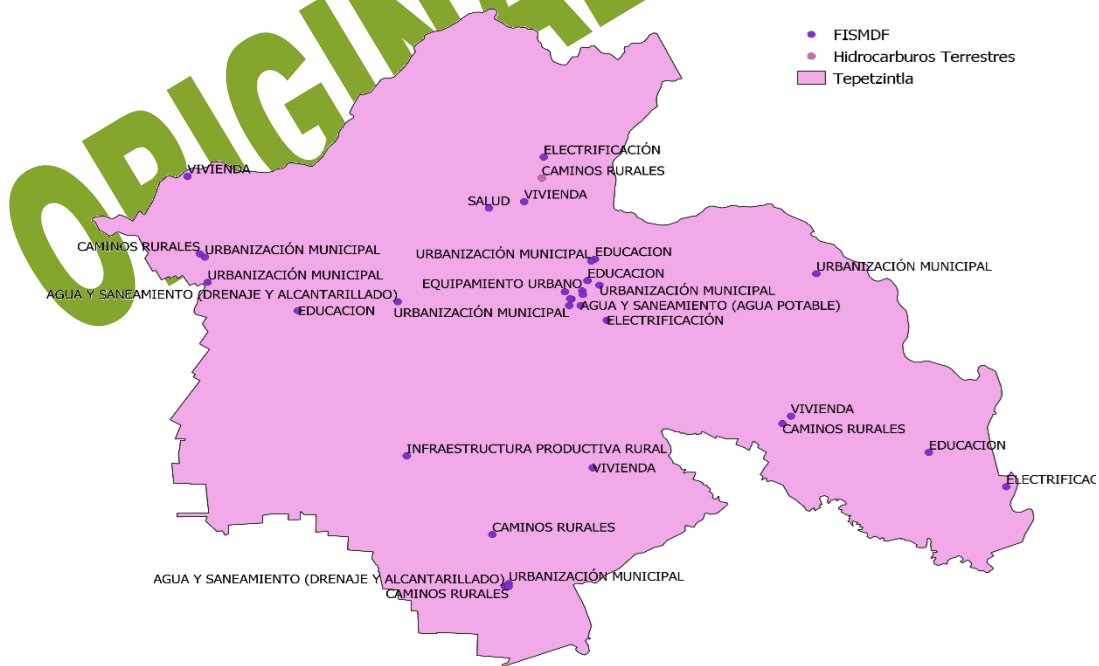 ORIGINAL
FISMDF
Hidrocarburos Terrestres
Tepetzintla
ELECTRIFICACIÓN
VIVIENDA
CAMINOS RURALES
SALUD
VIVIENDA
CAMINOS RURALES
URBANIZACIÓN MUNICIPAL
URBANIZACIÓN MUNICIPAL
EDUCACION
URBANIZACIÓN MUNICIPAL
URBANIZACIÓN MUNICIPAL
EDUCACION
EQUIPAMIENTO URBANO
URBANIZACIÓN MUNICIPAL
AGUA Y SANEAMIENTO (DRENAJE Y ALCANTARILLADO)
EDUCACION
URBANIZACIÓN MUNICIPAL
AGUA Y SANEAMIENTO (AGUA POTABLE)
ELECTRIFICACIÓN
VIVIENDA
CAMINOS RURALES
INFRAESTRUCTURA PRODUCTIVA RURAL
EDUCACION
VIVIENDA
ELECTRIFICAC
CAMINOS RURALES
AGUA Y SANEAMIENTO (DRENAJE Y ALCANTARILLADO)
URBANIZACIÓN MUNICIPAL
CAMINOS RURALES